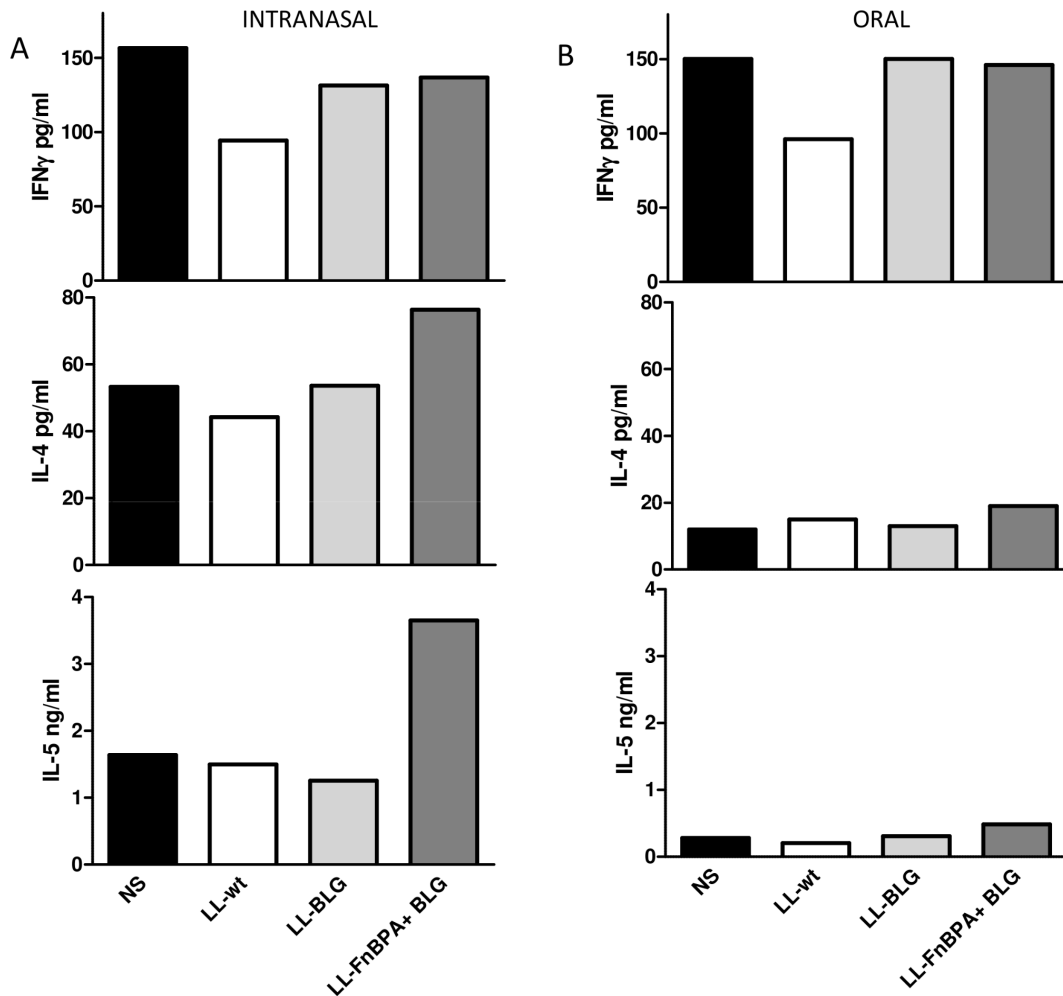 INTRANASAL
A
IFNγ pg/ml
150
100
50
0
IL-4 pg/ml
80
60
40
20
0
IL-5 ng/ml
4
3
2
1
0
NS
LL-wt
LL-BLG
LL-FnBPA+ BLG
ORAL
B
IFNγ pg/ml
150
100
50
0
IL-4 pg/ml
80
60
40
20
0
IL-5 ng/ml
4
3
2
1
0
NS
LL-wt
LL-BLG
LL-FnBPA+ BLG